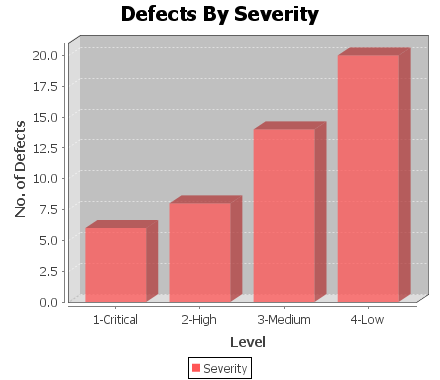 Defects By Severity
No. of Defects
20.0
17.5
15.0
12.5
10.0
7.5
5.0
2.5
0.0
1-Critical 2-High 3-Medium 4-Low
Level
Severity